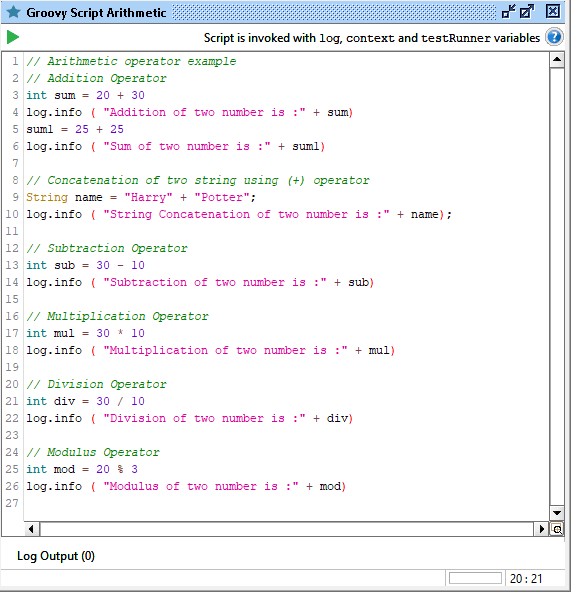 Groovy Script Arithmetic
Script is invoked with log, context and testRunner variables
1 // Arithmetic operator example
2 // Addition Operator
3 int sum = 20 + 30
4 log.info ( "Addition of two number is :" + sum)
5 sum1 = 25 + 25
6 log.info ( "Sum of two number is :" + sum1)
7
8 // Concatenation of two string using (+) operator
9 String name = "Harry" + "Potter";
10 log.info ( "String Concatenation of two number is :" + name);
11
12 // Subtraction Operator
13 int sub = 30 - 10
14 log.info ( "Subtraction of two number is :" + sub)
15
16 // Multiplication Operator
17 int mul = 30 * 10
18 log.info ( "Multiplication of two number is :" + mul)
19
20 // Division Operator
21 int div = 30 / 10
22 log.info ( "Division of two number is :" + div)
23
24 // Modulus Operator
25 int mod = 20 % 3
26 log.info ( "Modulus of two number is :" + mod)
27
Log Output (0)
20 : 21